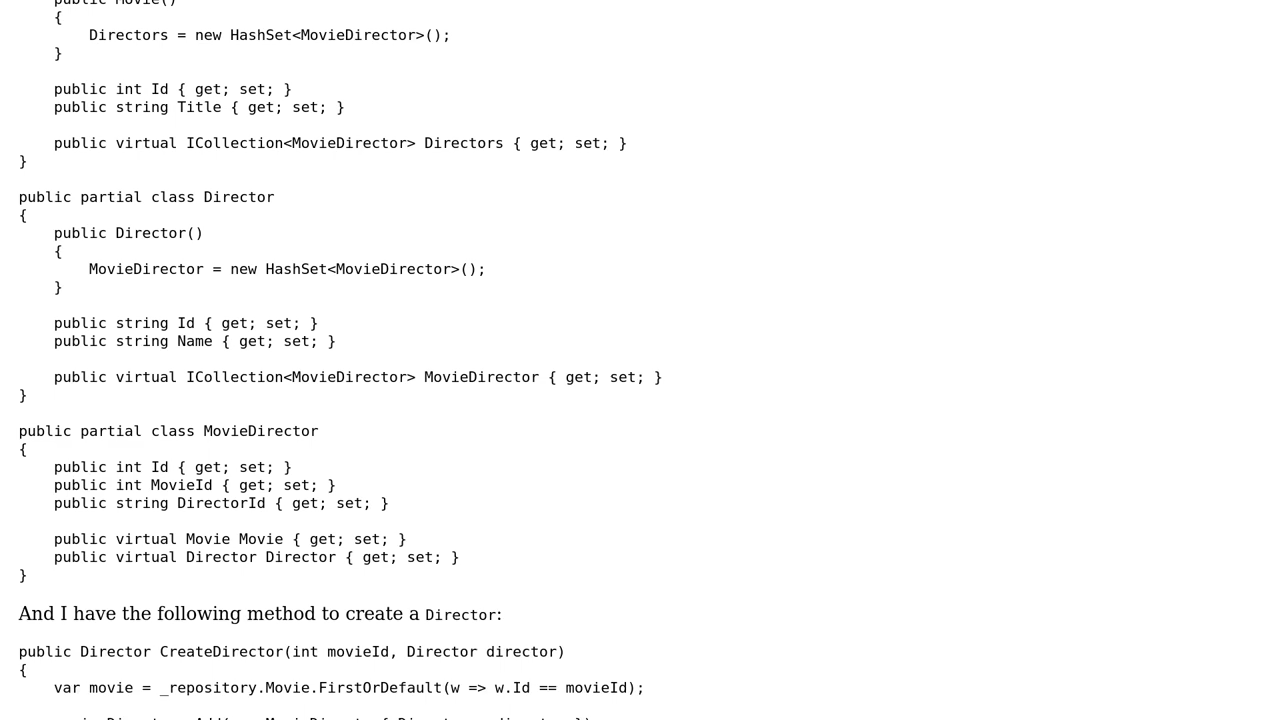 public Movie()
    {
        Directors = new HashSet<MovieDirector>();
    }

    public int Id { get; set; }
    public string Title { get; set; }

    public virtual ICollection<MovieDirector> Directors { get; set; }
}

public partial class Director
{
    public Director()
    {
        MovieDirector = new HashSet<MovieDirector>();
    }

    public string Id { get; set; }
    public string Name { get; set; }

    public virtual ICollection<MovieDirector> MovieDirector { get; set; }
}

public partial class MovieDirector
{
    public int Id { get; set; }
    public int MovieId { get; set; }
    public string DirectorId { get; set; }

    public virtual Movie Movie { get; set; }
    public virtual Director Director { get; set; }
}

And I have the following method to create a Director:

public Director CreateDirector(int movieId, Director director)
{
    var movie = _repository.Movie.FirstOrDefault(w => w.Id == movieId);